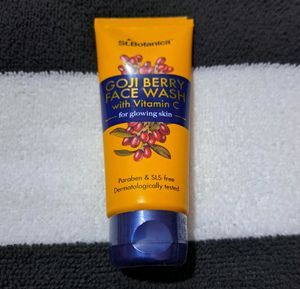 St.Botanica
GOJI BERRY
FACE WASH
with Vitamin C
for glowing skin
Paraben & SLS free
Dermatologically tested